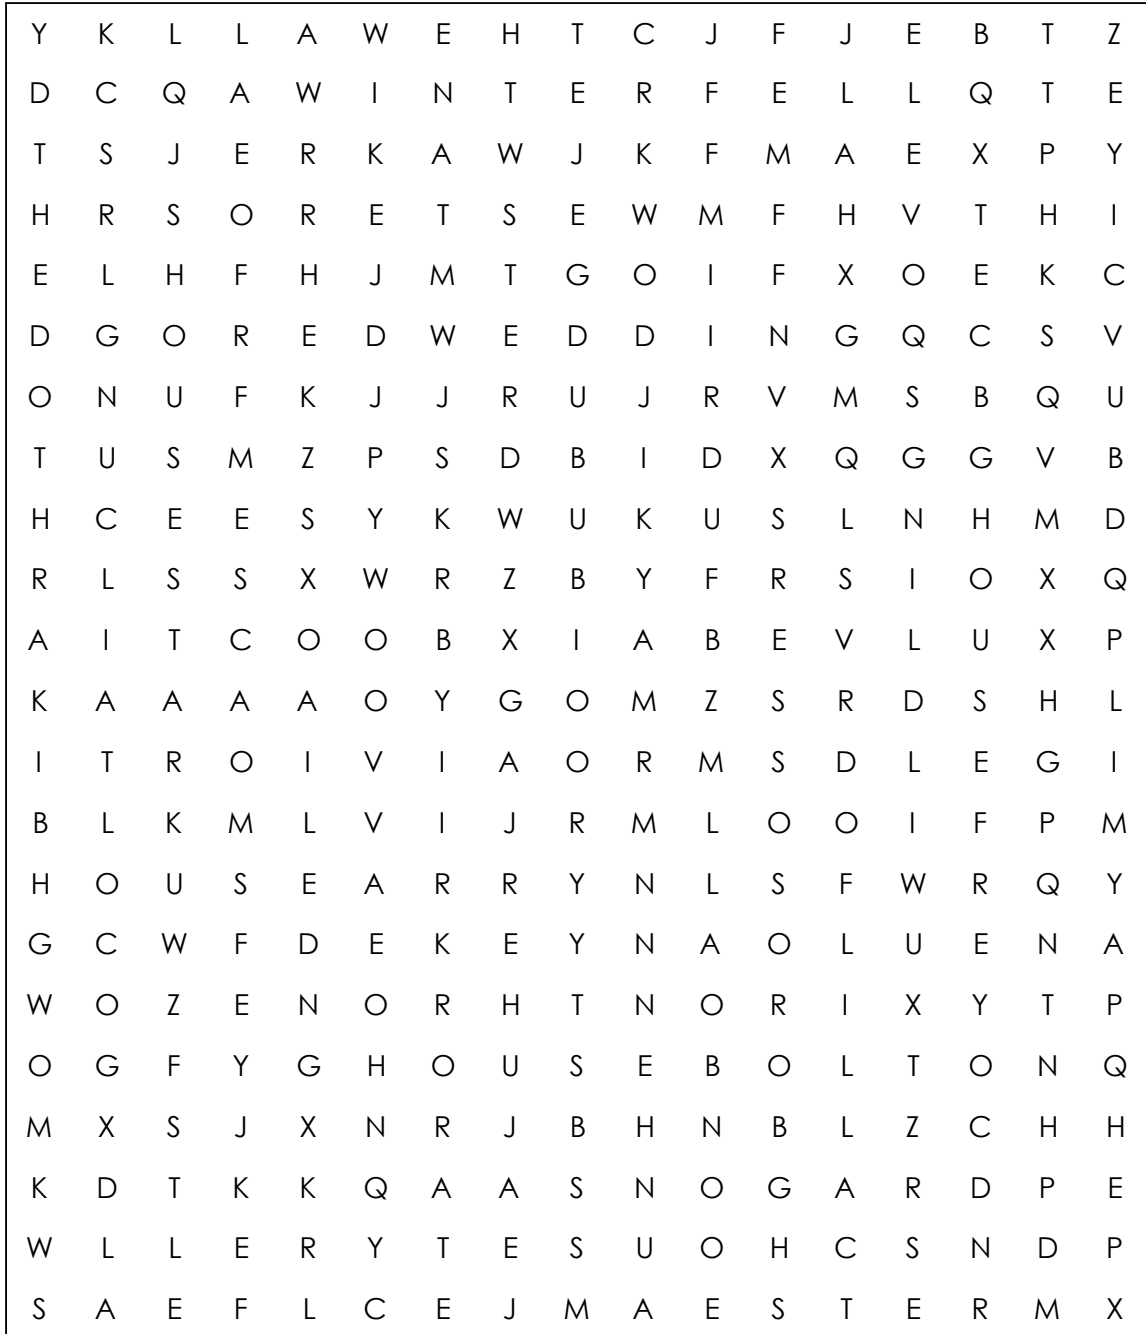 Y K L L A W E H T C J F J E B T Z
D C Q A W I N T E R F E L L Q T E
T S J E R K A W J K F M A E X P Y
H R S O R E T S E W M F H V T H I
E L H F H J M T G O I F X O E K C
D G O R E D W E D D I N G Q C S V
O N U F K J J R U J R V M S B Q U
T U S M Z P S D B I D X Q G G V B
H C E E S Y K W U K U S L N H M D
R L S S X W R Z B Y F R S I O X Q
A I T C O O B X I A B E V L U X P
K A A A A O Y G O M Z S R D S H L
I T R O I V I A O R M S D L E G I
B L K M L V I J R M L O O I F P M
H O U S E A R R Y N L S F W R Q Y
G C W F D E K E Y N A O L U E N A
W O Z E N O R H T N O R I X Y T P
O G F Y G H O U S E B O L T O N Q
M X S J X N R J B H N B L Z C H H
K D T K K Q A A S N O G A R D P E
W L L E R Y T E S U O H C S N D P
S A E F L C E J M A E S T E R M X